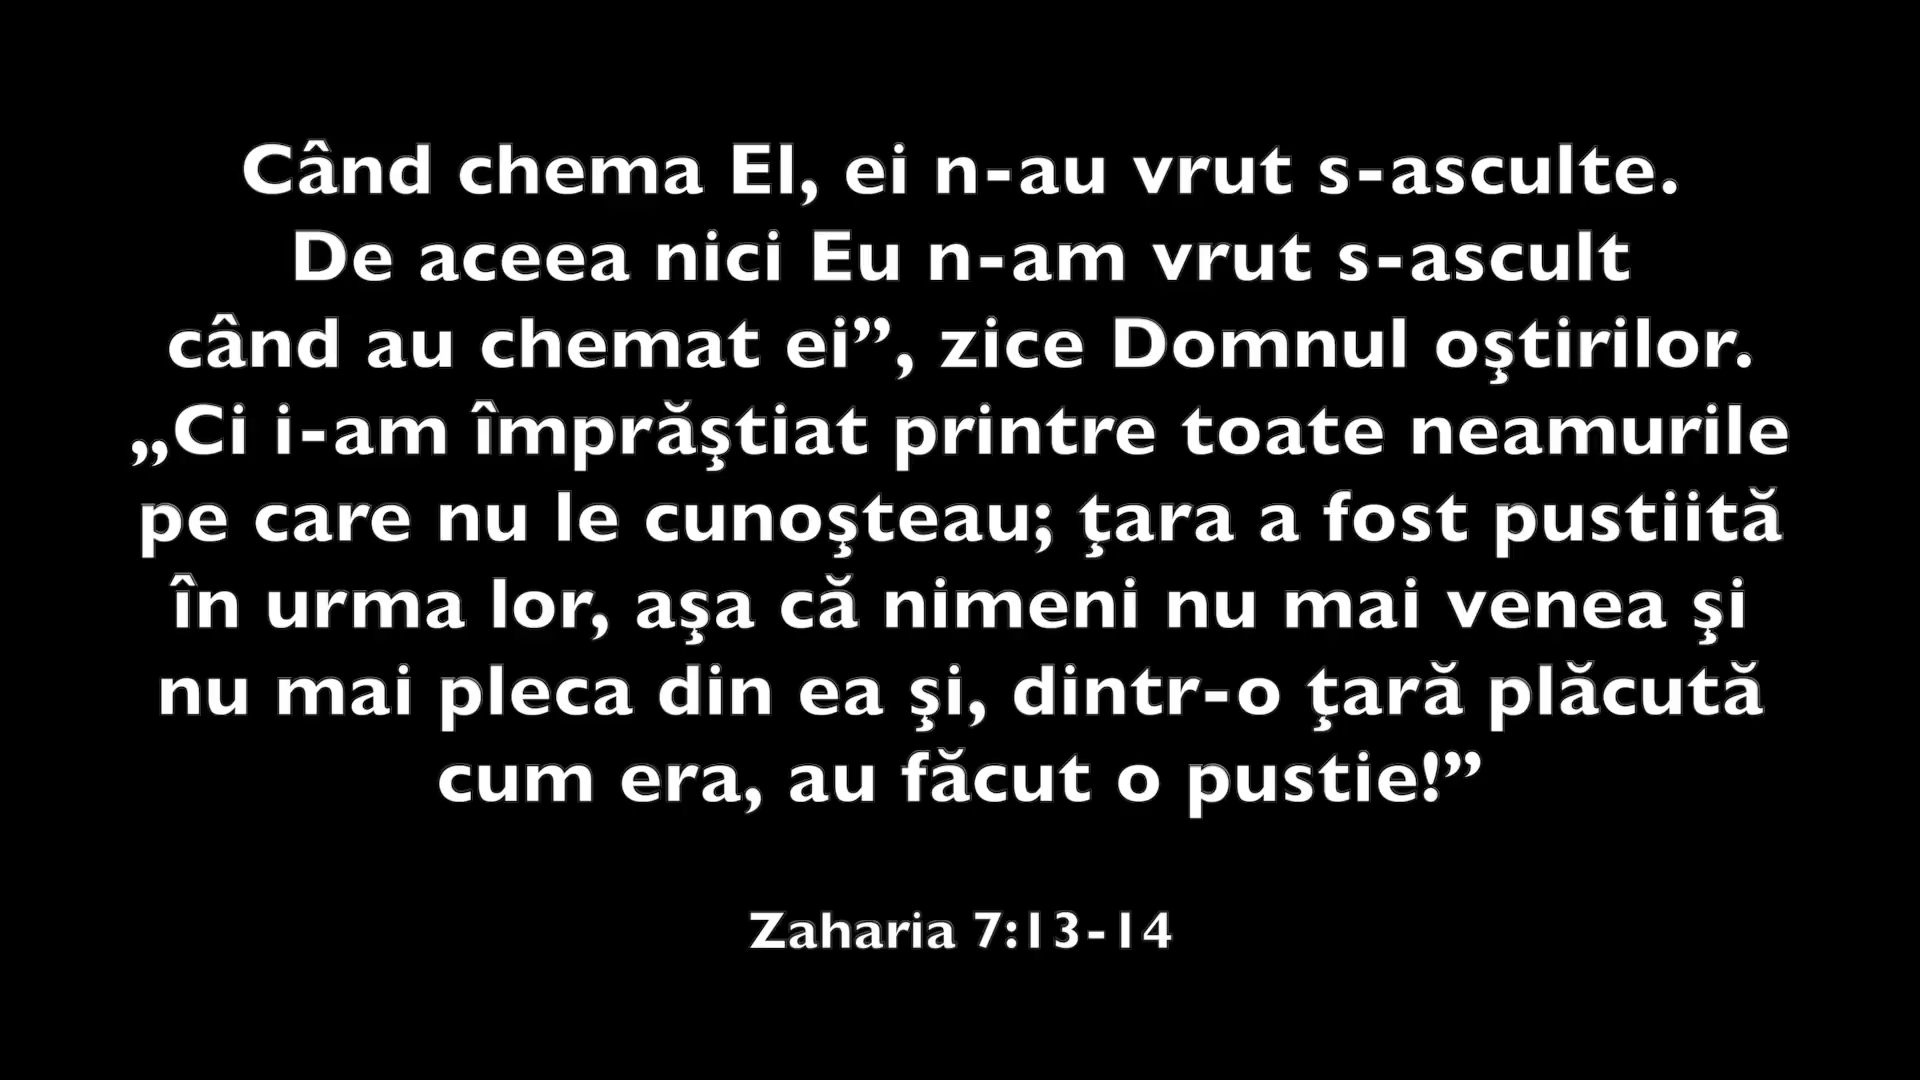 Când chema El, ei n-au vrut s-asculte.
De aceea nici Eu n-am vrut s-ascult
când au chemat ei”, zice Domnul oştirilor.
„Ci i-am împrăştiat printre toate neamurile
pe care nu le cunoşteau; ţara a fost pustiită
în urma lor, aşa că nimeni nu mai venea şi
nu mai pleca din ea şi, dintr-o ţară plăcută
cum era, au făcut o pustie!”
Zaharia 7:13-14